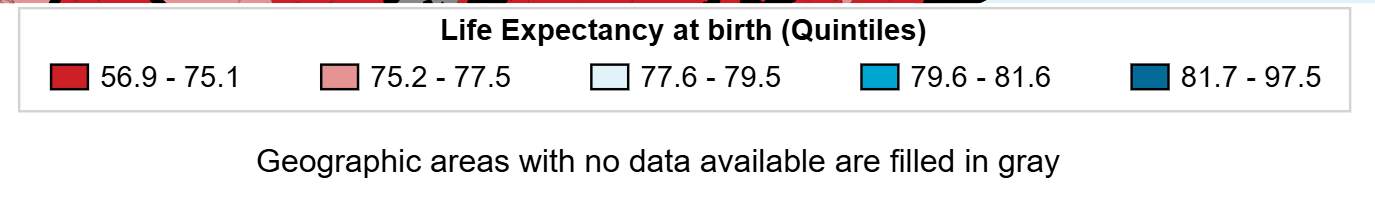 Life Expectancy at birth (Quintiles)
56.9 - 75.1 75.2 - 77.5 77.6 - 79.5 79.6 - 81.6 81.7 - 97.5
Geographic areas with no data available are filled in gray